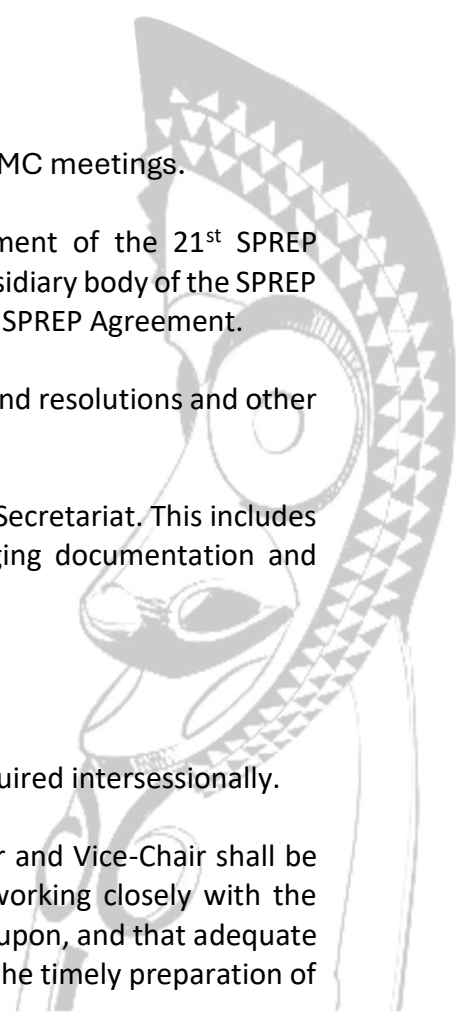 MC meetings.
ment of the 21st SPREP
sidiary body of the SPREP
SPREP Agreement.
nd resolutions and other
Secretariat. This includes
ging documentation and
uired intersessionally.
r and Vice-Chair shall be
working closely with the
upon, and that adequate
he timely preparation of